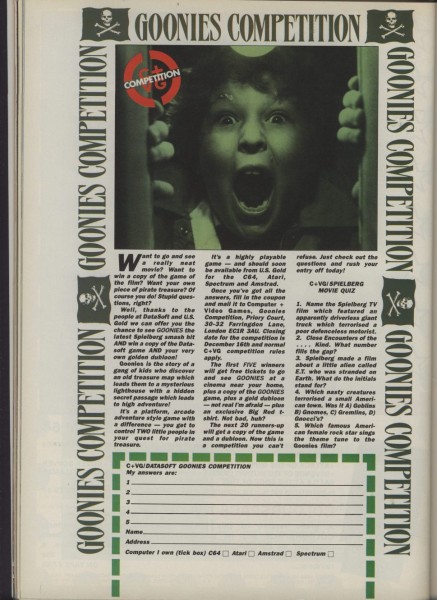 GOONIES COMPETITION
GOONIES COMPETITION
GOONIES COMPETITION
GOONIES COMPETITION
GOONIES COMPETITION
C+VG
COMPETITION
Want to go and see
a really neat
movie? Want to
win a copy of the game of
the film? Want your own
piece of pirate treasure? Of
course you do! Stupid ques-
tions, right?
Well, thanks to the
people at DataSoft and U.S.
Gold we can offer you the
chance to see GOONIES the
latest Spielberg smash hit
AND win a copy of the Data-
soft game AND your very
own golden dubloon!
Goonies is the story of a
gang of kids who discover
an old treasure map which
leads them to a mysterious
lighthouse with a hidden
secret passage which leads
to high adventure!
It's a platform, arcade
adventure style game with
a difference — you get to
control TWO little people in
your quest for pirate
treasure.
It's a highly playable
game — and should soon
be available from U.S. Gold
for the C64, Atari,
Spectrum and Amstrad.
Once you've got all the
answers, fill in the coupon
and mail it to Computer +
Video Games, Goonies
Competition, Priory Court,
30-32 Farringdon Lane,
London EC1R 3AU. Closing
date for the competition is
December 16th and normal
C+VG competition rules
apply.
The first FIVE winners
will get free tickets to go
and see GOONIES at a
cinema near your home,
plus a copy of the GOONIES
game, plus a gold dubloon
— not real I'm afraid — plus
an exclusive Big Red t-
shirt. Not bad, huh?
The next 20 runners-up
will get a copy of the game
and a dubloon. Now this is
a competition you can't
refuse. Just check out the
questions and rush your
entry off today!
C+VG/SPIELBERG
MOVIE QUIZ
1. Name the Spielberg TV
film which featured an
apparently driverless giant
truck which terrorised a
poor defenceless motorist.
2. Close Encounters of the
.... Kind. What number
fills the gap?
3. Spielberg made a film
about a little alien called
E.T. who was stranded on
Earth. What do the initials
stand for?
4. Which nasty creatures
terrorised a small Ameri-
can town. Was it A) Goblins
B) Gnomes, C) Gremlins, D)
Gnocci's?
5. Which famous Ameri-
can female rock star sings
the theme tune to the
Goonies film?
C+VG/DATASOFT GOONIES COMPETITION
My answers are:
1
2
3
4
5
Name
Address
Computer I own (tick box) C64 Atari Amstrad Spectrum